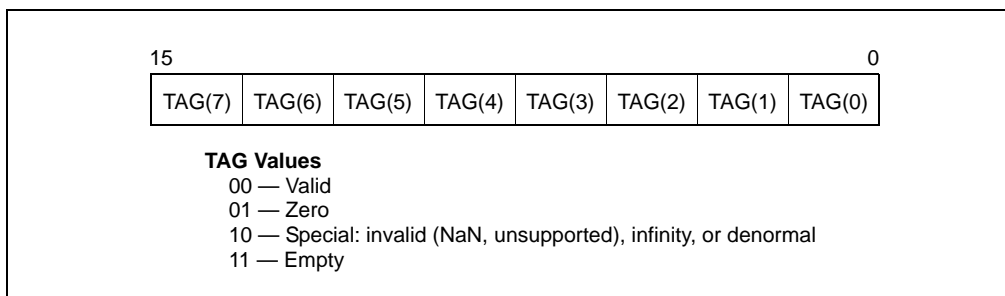 15 0
TAG(7) TAG(6) TAG(5) TAG(4) TAG(3) TAG(2) TAG(1) TAG(0)
TAG Values
00 — Valid
01 — Zero
10 — Special: invalid (NaN, unsupported), infinity, or denormal
11 — Empty